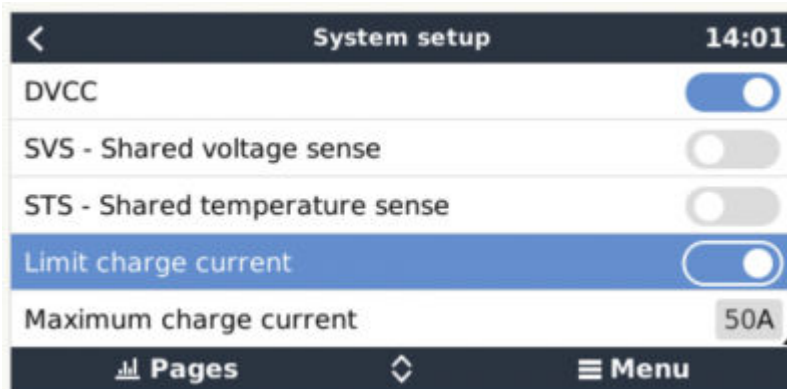 System setup 14:01
DVCC
SVS - Shared voltage sense
STS - Shared temperature sense
Limit charge current
Maximum charge current 50A
Pages Menu